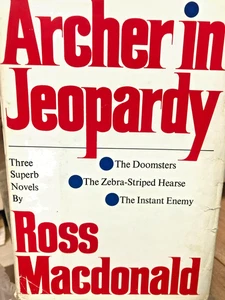 Archer in
Jeopardy
Three
Superb
Novels
By
The Doomsters
The Zebra-Striped Hearse
The Instant Enemy
Ross
Macdonald